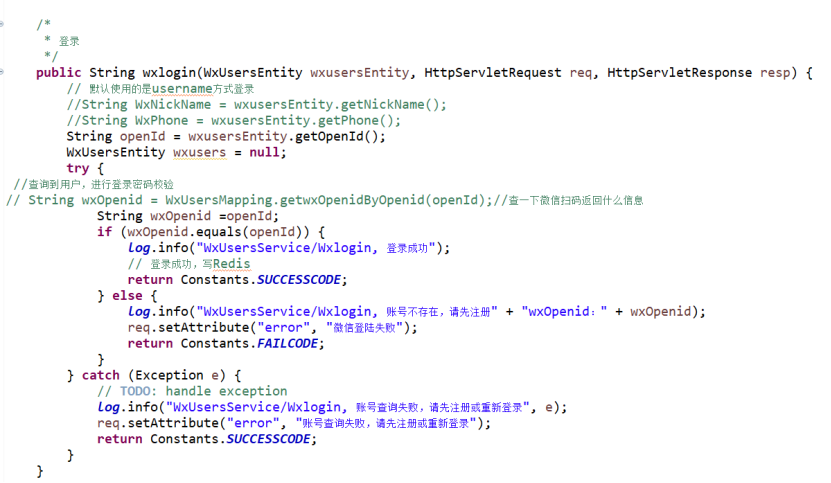 /*
 * 登录
 */
public String wxlogin(WxUsersEntity wxusersEntity, HttpServletRequest req, HttpServletResponse resp) {
// 默认使用的是username方式登录
//String WxNickName = wxusersEntity.getNickName();
//String WxPhone = wxusersEntity.getPhone();
String openId = wxusersEntity.getOpenId();
WxUsersEntity wxusers = null;
try {
//查询到用户，进行登录密码校验
// String wxOpenid = WxUsersMapping.getwxOpenidByOpenid(openId);//查一下微信扫码返回什么信息
String wxOpenid =openId;
if (wxOpenid.equals(openId)) {
log.info("WxUsersService/Wxlogin, 登录成功");
// 登录成功，写Redis
return Constants.SUCCESSCODE;
} else {
log.info("WxUsersService/Wxlogin, 账号不存在，请先注册" + "wxOpenid：" + wxOpenid);
req.setAttribute("error", "微信登陆失败");
return Constants.FAILCODE;
}
} catch (Exception e) {
// TODO: handle exception
log.info("WxUsersService/Wxlogin, 账号查询失败，请先注册或重新登录", e);
req.setAttribute("error", "账号查询失败，请先注册或重新登录");
return Constants.SUCCESSCODE;
}
}